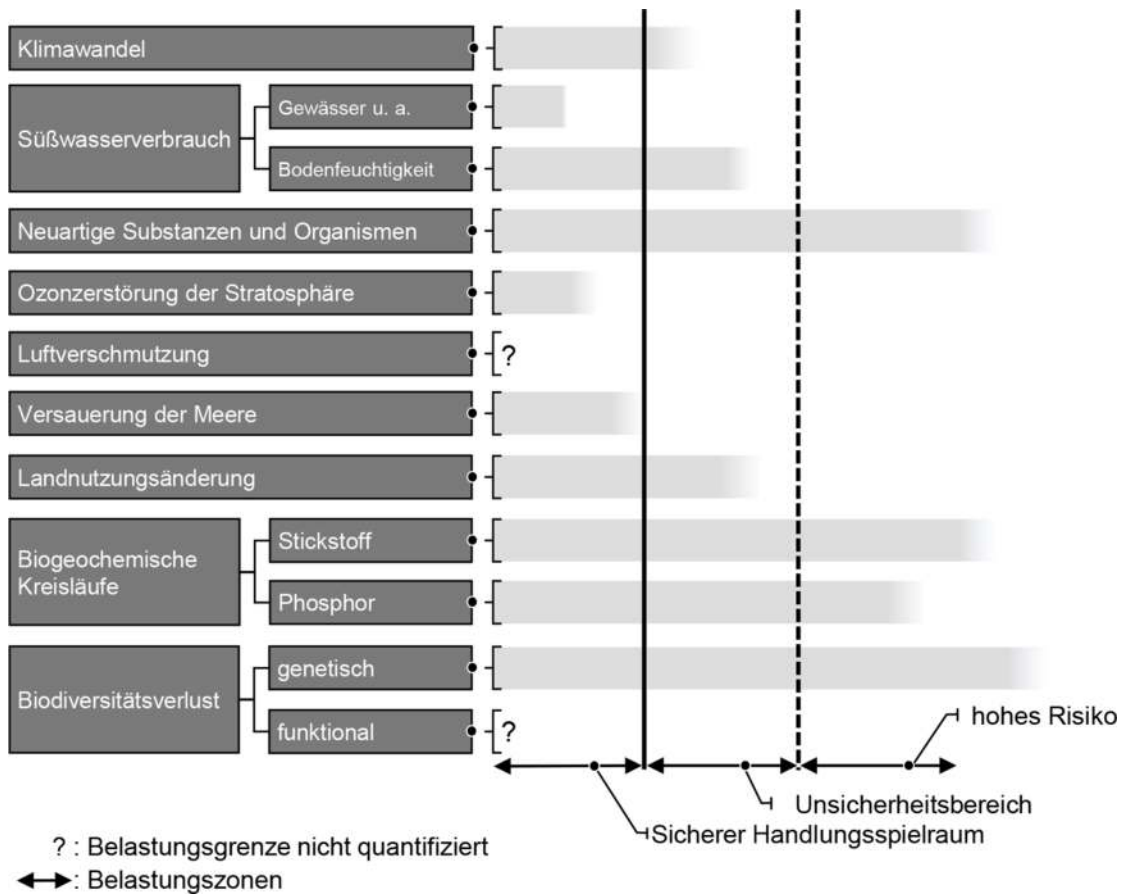 Klimawandel
Süßwasserverbrauch
Gewässer u. a.
Bodenfeuchtigkeit
Neuartige Substanzen und Organismen
Ozonzerstörung der Stratosphäre
Luftverschmutzung
?
Versauerung der Meere
Landnutzungsänderung
Biogeochemische
Kreisläufe
Stickstoff
Phosphor
Biodiversitätsverlust
genetisch
funktional
?
hohes Risiko
Unsicherheitsbereich
Sicherer Handlungsspielraum
? : Belastungsgrenze nicht quantifiziert
: Belastungszonen